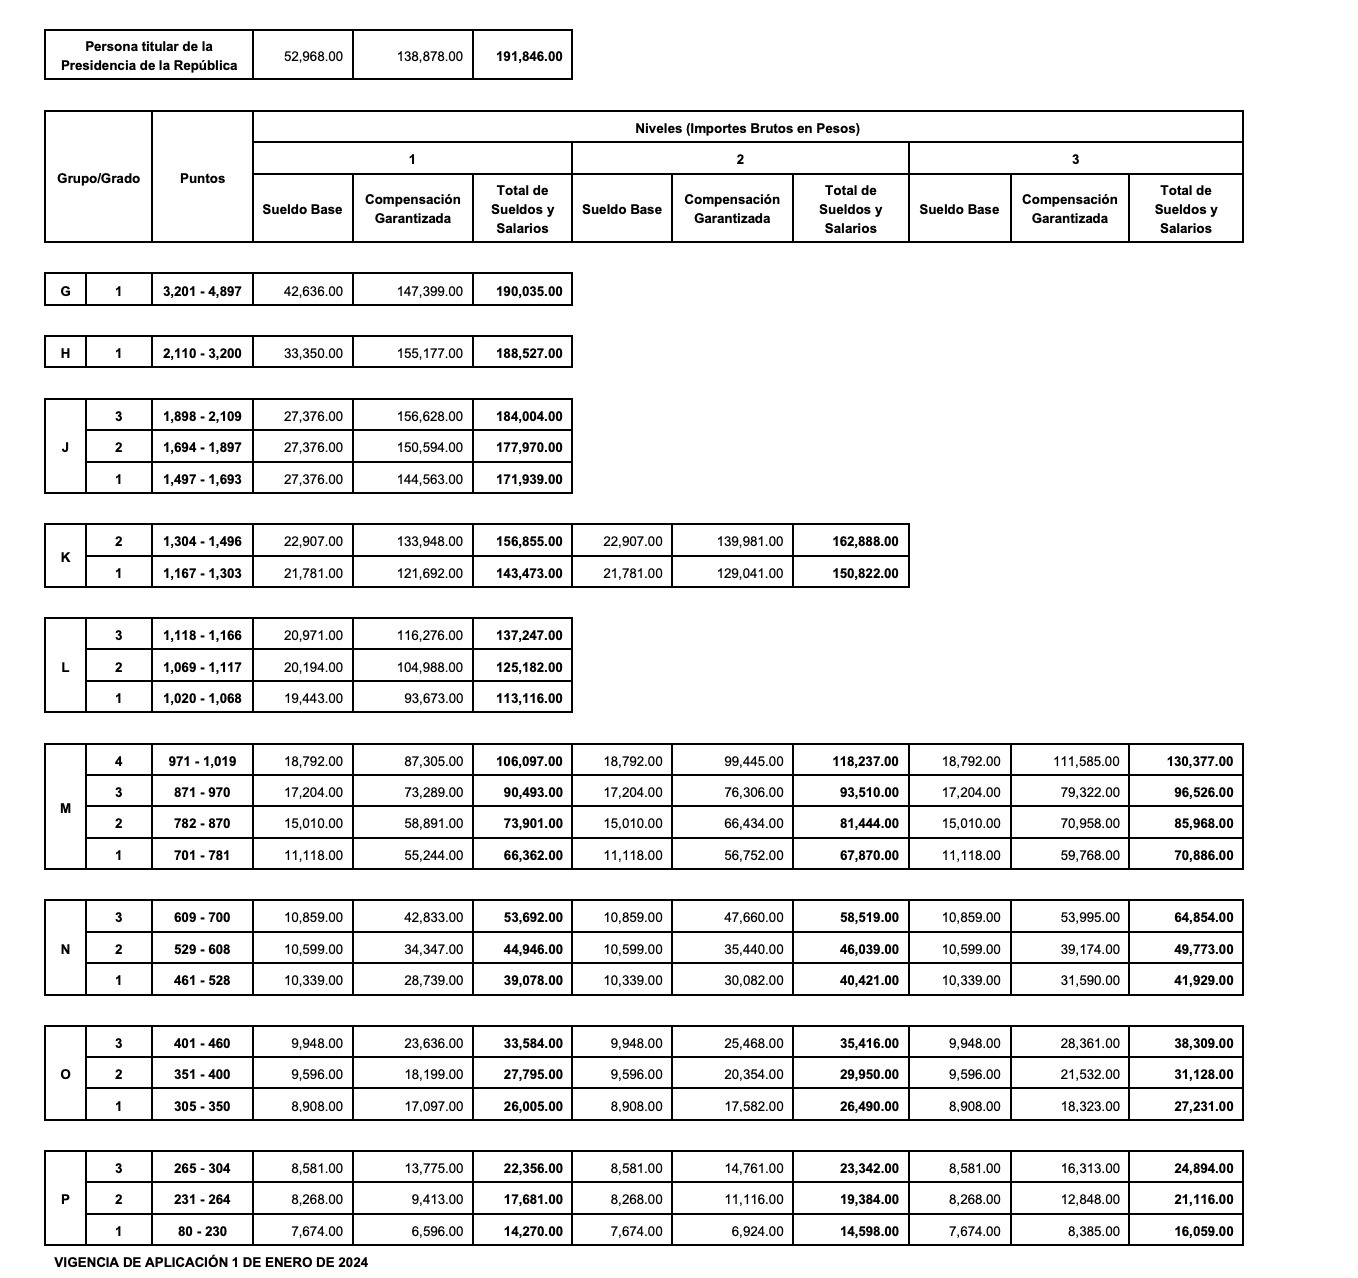 Persona titular de la
Presidencia de la República 52,968.00 138,878.00 191,846.00
Niveles (Importes Brutos en Pesos)
Grupo/Grado Puntos
1 2 3
Sueldo Base Compensación Garantizada Total de Sueldos y Salarios Sueldo Base Compensación Garantizada Total de Sueldos y Salarios Sueldo Base Compensación Garantizada Total de Sueldos y Salarios
G 1 3,201 - 4,897 42,636.00 147,399.00 190,035.00
H 1 2,110 - 3,200 33,350.00 155,177.00 188,527.00
J
3 1,898 - 2,109 27,376.00 156,628.00 184,004.00
2 1,694 - 1,897 27,376.00 150,594.00 177,970.00
1 1,497 - 1,693 27,376.00 144,563.00 171,939.00
K
2 1,304 - 1,496 22,907.00 133,948.00 156,855.00 22,907.00 139,981.00 162,888.00
1 1,167 - 1,303 21,781.00 121,692.00 143,473.00 21,781.00 129,041.00 150,822.00
L
3 1,118 - 1,166 20,971.00 116,276.00 137,247.00
2 1,069 - 1,117 20,194.00 104,988.00 125,182.00
1 1,020 - 1,068 19,443.00 93,673.00 113,116.00
M
4 971 - 1,019 18,792.00 87,305.00 106,097.00 18,792.00 99,445.00 118,237.00 18,792.00 111,585.00 130,377.00
3 871 - 970 17,204.00 73,289.00 90,493.00 17,204.00 76,306.00 93,510.00 17,204.00 79,322.00 96,526.00
2 782 - 870 15,010.00 58,891.00 73,901.00 15,010.00 66,434.00 81,444.00 15,010.00 70,958.00 85,968.00
1 701 - 781 11,118.00 55,244.00 66,362.00 11,118.00 56,752.00 67,870.00 11,118.00 59,768.00 70,886.00
N
3 609 - 700 10,859.00 42,833.00 53,692.00 10,859.00 47,660.00 58,519.00 10,859.00 53,995.00 64,854.00
2 529 - 608 10,599.00 34,347.00 44,946.00 10,599.00 35,440.00 46,039.00 10,599.00 39,174.00 49,773.00
1 461 - 528 10,339.00 28,739.00 39,078.00 10,339.00 30,082.00 40,421.00 10,339.00 31,590.00 41,929.00
O
3 401 - 460 9,948.00 23,636.00 33,584.00 9,948.00 25,468.00 35,416.00 9,948.00 28,361.00 38,309.00
2 351 - 400 9,596.00 18,199.00 27,795.00 9,596.00 20,354.00 29,950.00 9,596.00 21,532.00 31,128.00
1 305 - 350 8,908.00 17,097.00 26,005.00 8,908.00 17,582.00 26,490.00 8,908.00 18,323.00 27,231.00
P
3 265 - 304 8,581.00 13,775.00 22,356.00 8,581.00 14,761.00 23,342.00 8,581.00 16,313.00 24,894.00
2 231 - 264 8,268.00 9,413.00 17,681.00 8,268.00 11,116.00 19,384.00 8,268.00 12,848.00 21,116.00
1 80 - 230 7,674.00 6,596.00 14,270.00 7,674.00 6,924.00 14,598.00 7,674.00 8,385.00 16,059.00
VIGENCIA DE APLICACIÓN 1 DE ENERO DE 2024